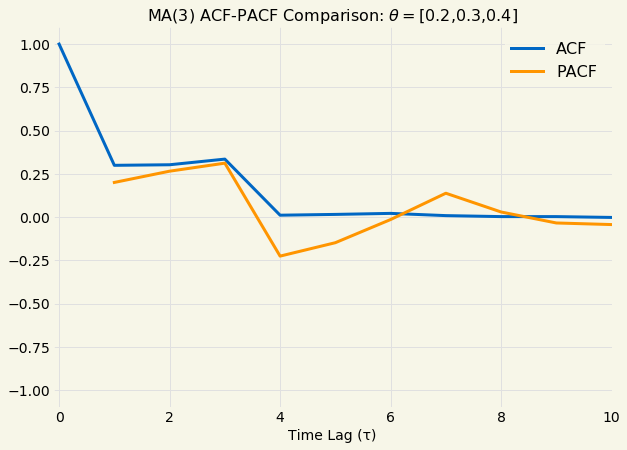 MA(3) ACF-PACF Comparison: θ = [0.2,0.3,0.4]
ACF
PACF
1.00
0.75
0.50
0.25
0.00
−0.25
−0.50
−0.75
−1.00
0 2 4 6 8 10
Time Lag (τ)